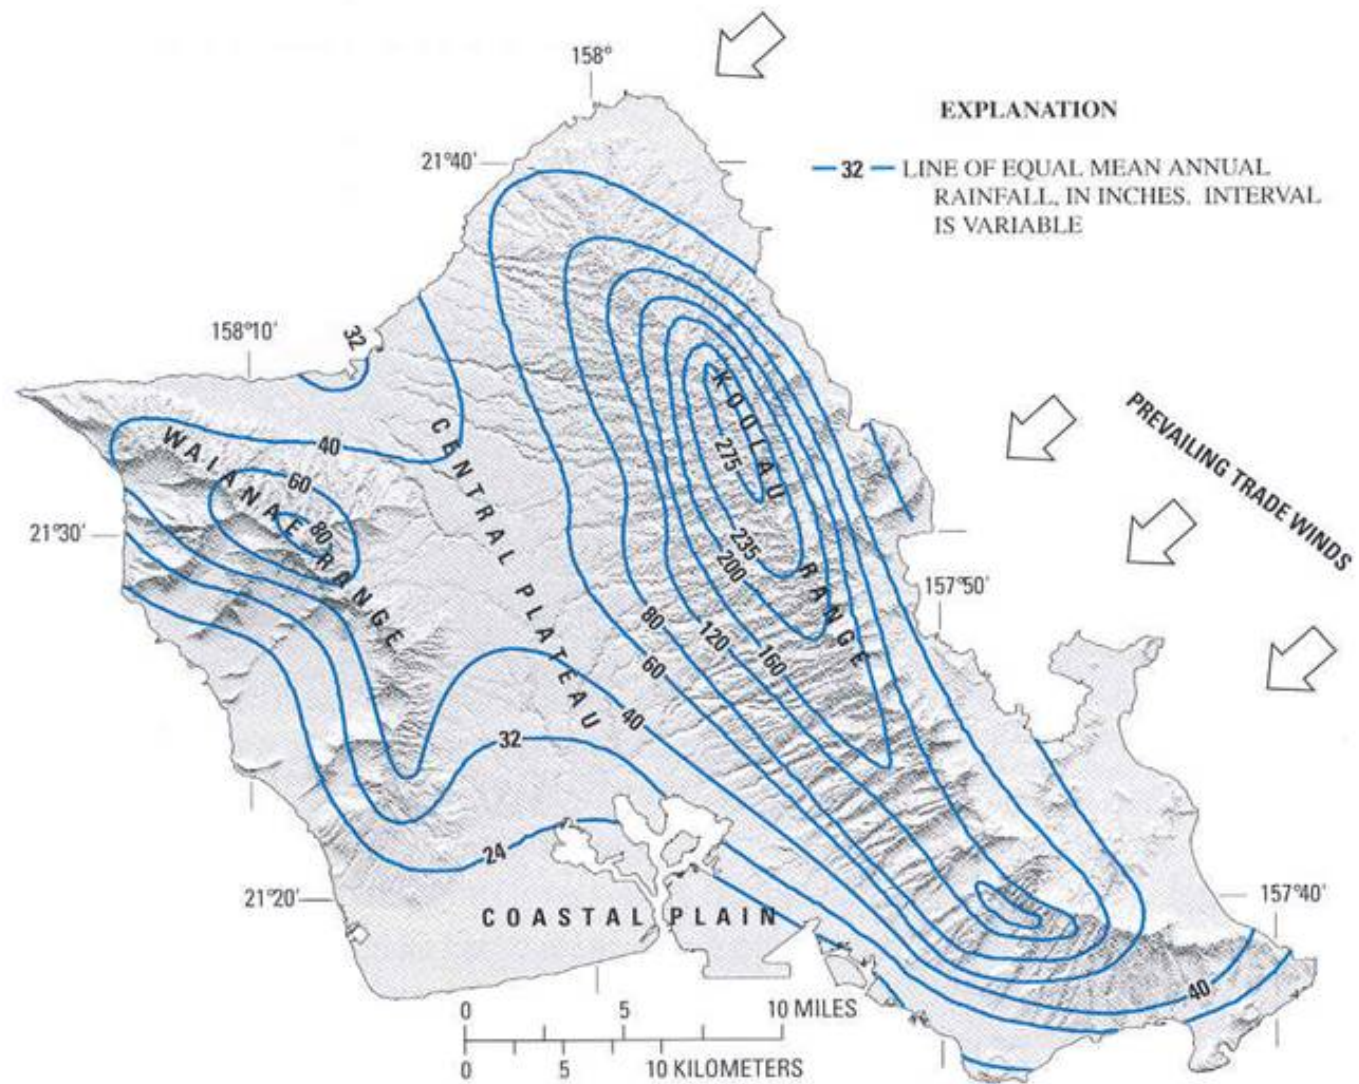 158°
EXPLANATION
21°40'
32 LINE OF EQUAL MEAN ANNUAL
RAINFALL, IN INCHES. INTERVAL
IS VARIABLE
158°10'
32
PREVAILING TRADE WINDS
KOOLAU RANGE
WAIANAE RANGE
CENTRAL PLATEAU
40
275
60
80
21°30'
235
200
157°50'
80
120
160
60
40
32
24
21°20'
157°40'
COASTAL PLAIN
40
0 5 10 MILES
0 5 10 KILOMETERS